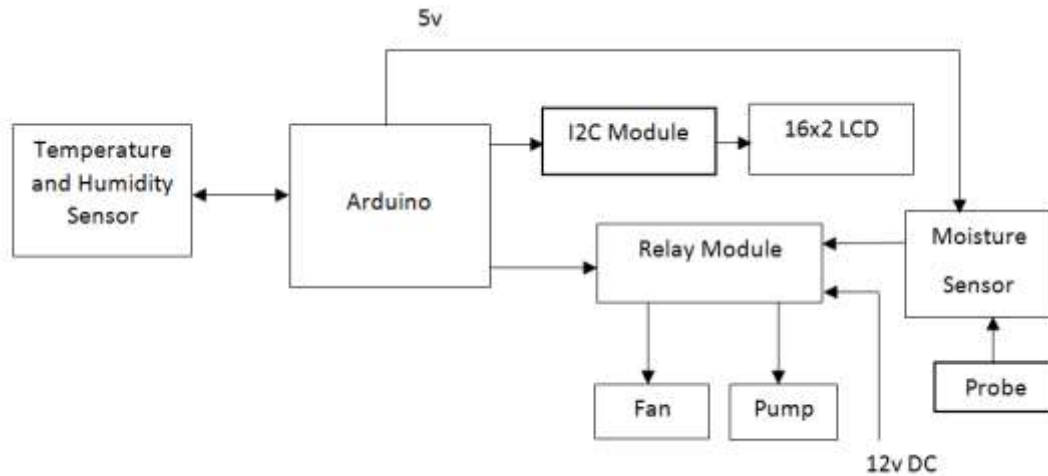 5v
Temperature
and Humidity
Sensor
Arduino
I2C Module
16x2 LCD
Relay Module
Moisture
Sensor
Fan
Pump
Probe
12v DC